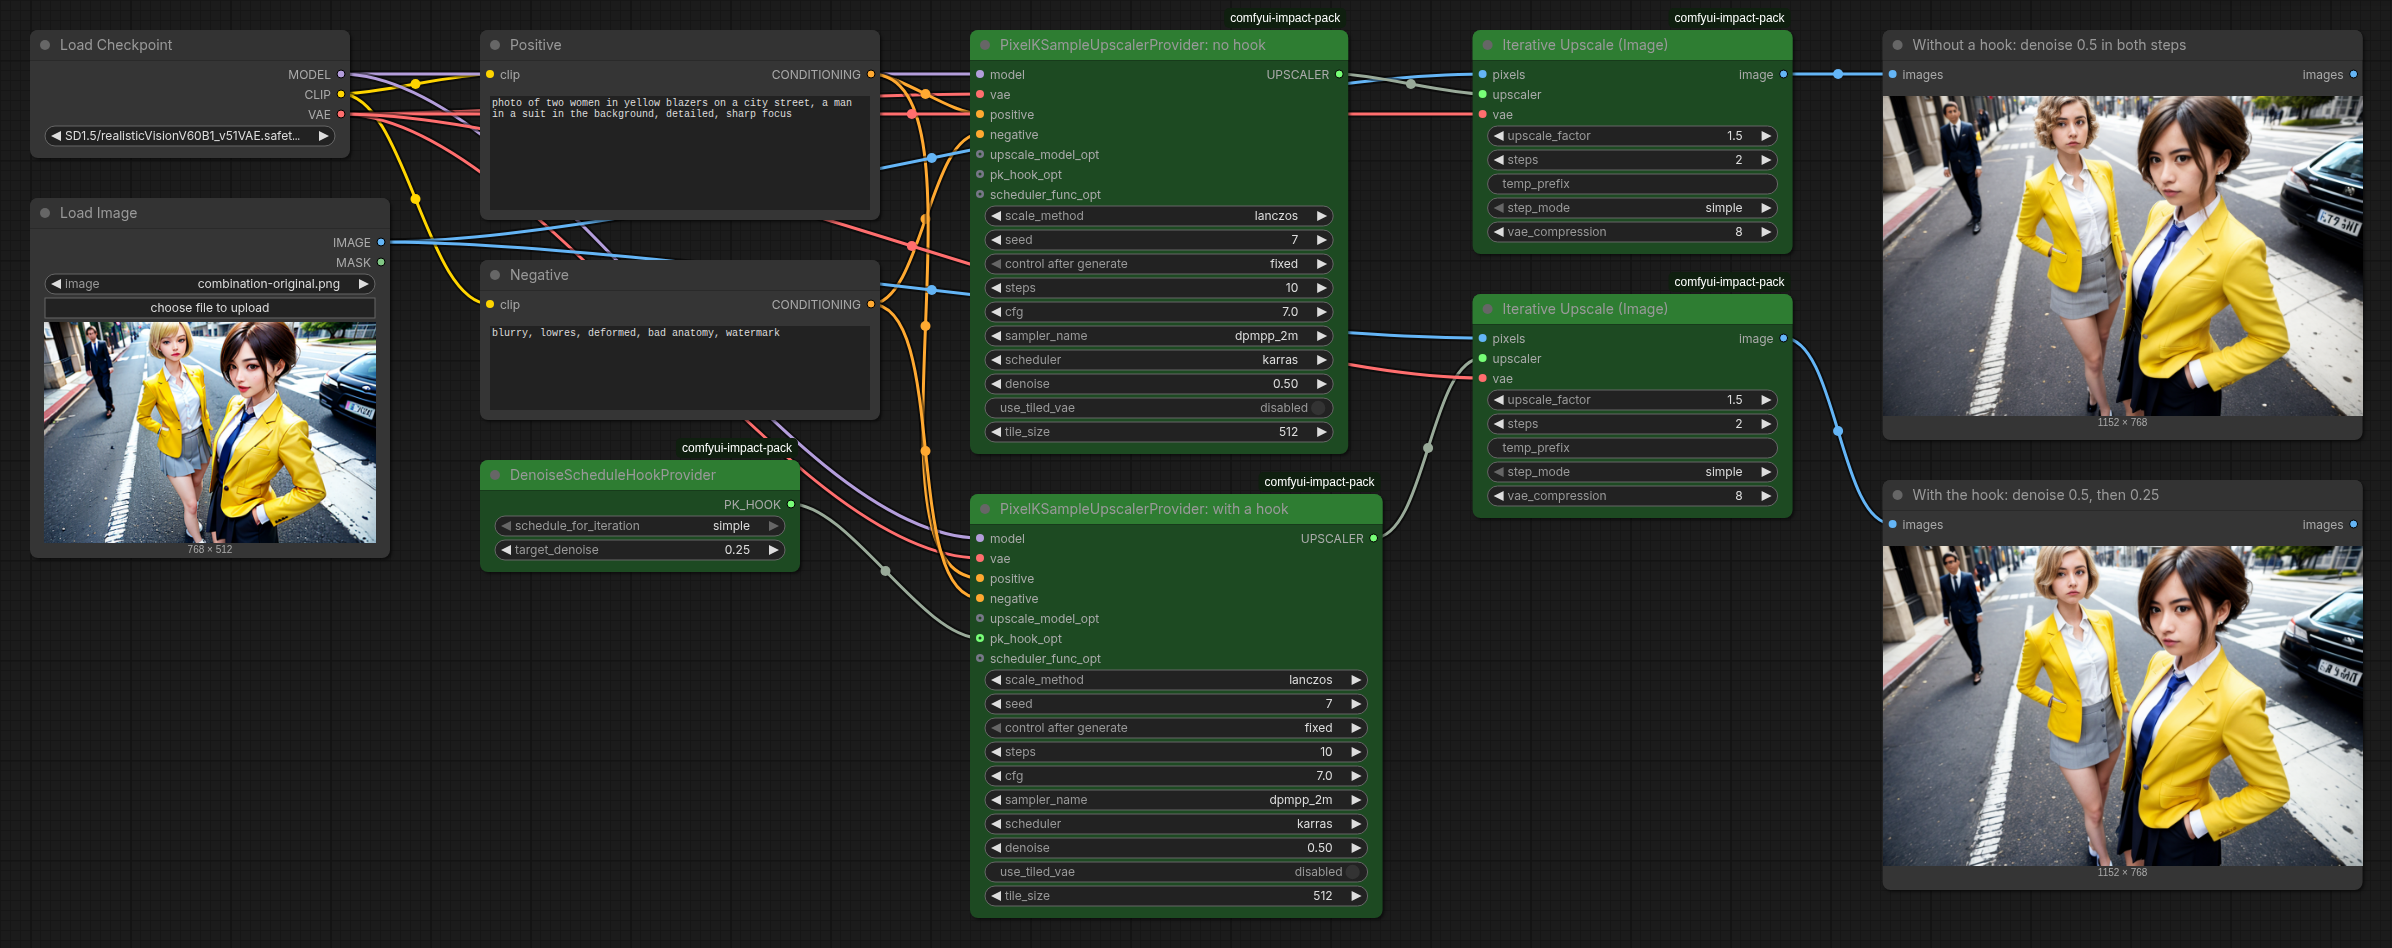 Load Checkpoint
MODEL
CLIP
VAE
SD1.5/realisticVisionV60B1_v51VAE.safet...
Load Image
IMAGE
MASK
image combination-original.png
choose file to upload
768 × 512
Positive
clip CONDITIONING
photo of two women in yellow blazers on a city street, a man
in a suit in the background, detailed, sharp focus
Negative
clip CONDITIONING
blurry, lowres, deformed, bad anatomy, watermark
comfyui-impact-pack
DenoiseScheduleHookProvider
PK_HOOK
schedule_for_iteration simple
target_denoise 0.25
comfyui-impact-pack
PixelKSampleUpscalerProvider: no hook
model UPSCALER
vae
positive
negative
upscale_model_opt
pk_hook_opt
scheduler_func_opt
scale_method lanczos
seed 7
control after generate fixed
steps 10
cfg 7.0
sampler_name dpmpp_2m
scheduler karras
denoise 0.50
use_tiled_vae disabled
tile_size 512
comfyui-impact-pack
PixelKSampleUpscalerProvider: with a hook
model UPSCALER
vae
positive
negative
upscale_model_opt
pk_hook_opt
scheduler_func_opt
scale_method lanczos
seed 7
control after generate fixed
steps 10
cfg 7.0
sampler_name dpmpp_2m
scheduler karras
denoise 0.50
use_tiled_vae disabled
tile_size 512
comfyui-impact-pack
Iterative Upscale (Image)
pixels image
upscaler
vae
upscale_factor 1.5
steps 2
temp_prefix
step_mode simple
vae_compression 8
comfyui-impact-pack
Iterative Upscale (Image)
pixels image
upscaler
vae
upscale_factor 1.5
steps 2
temp_prefix
step_mode simple
vae_compression 8
Without a hook: denoise 0.5 in both steps
images images
1152 × 768
With the hook: denoise 0.5, then 0.25
images images
1152 × 768